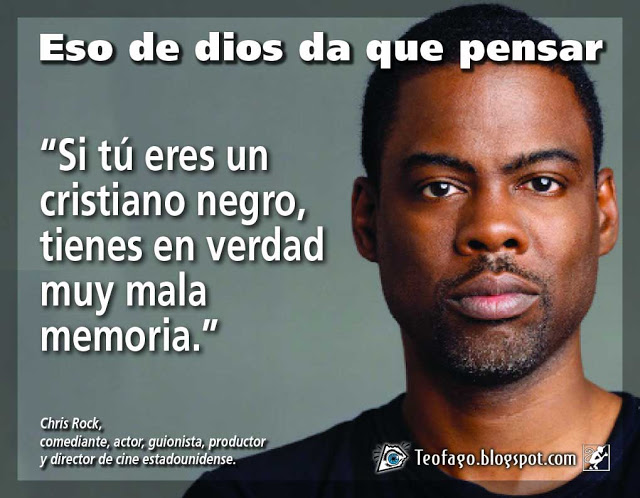 Eso de dios da que pensar
“Si tú eres un
cristiano negro,
tienes en verdad
muy mala
memoria.”
Chris Rock,
comediante, actor, guionista, productor
y director de cine estadounidense.
Teofago.blogspot.com